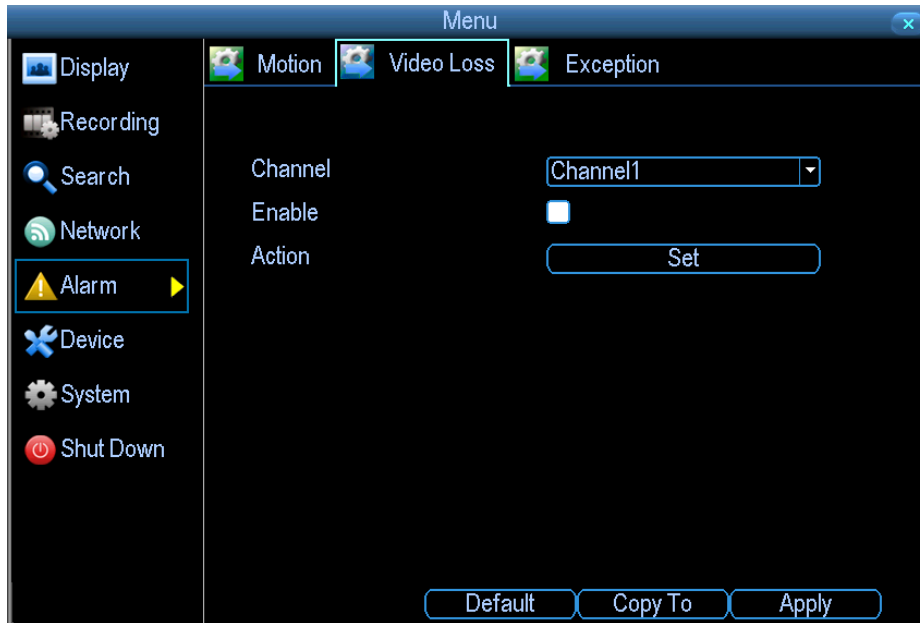 Menu
Display
Recording
Search
Network
Alarm
Device
System
Shut Down
Motion Video Loss Exception
Channel Channel1
Enable
Action Set
Default Copy To Apply